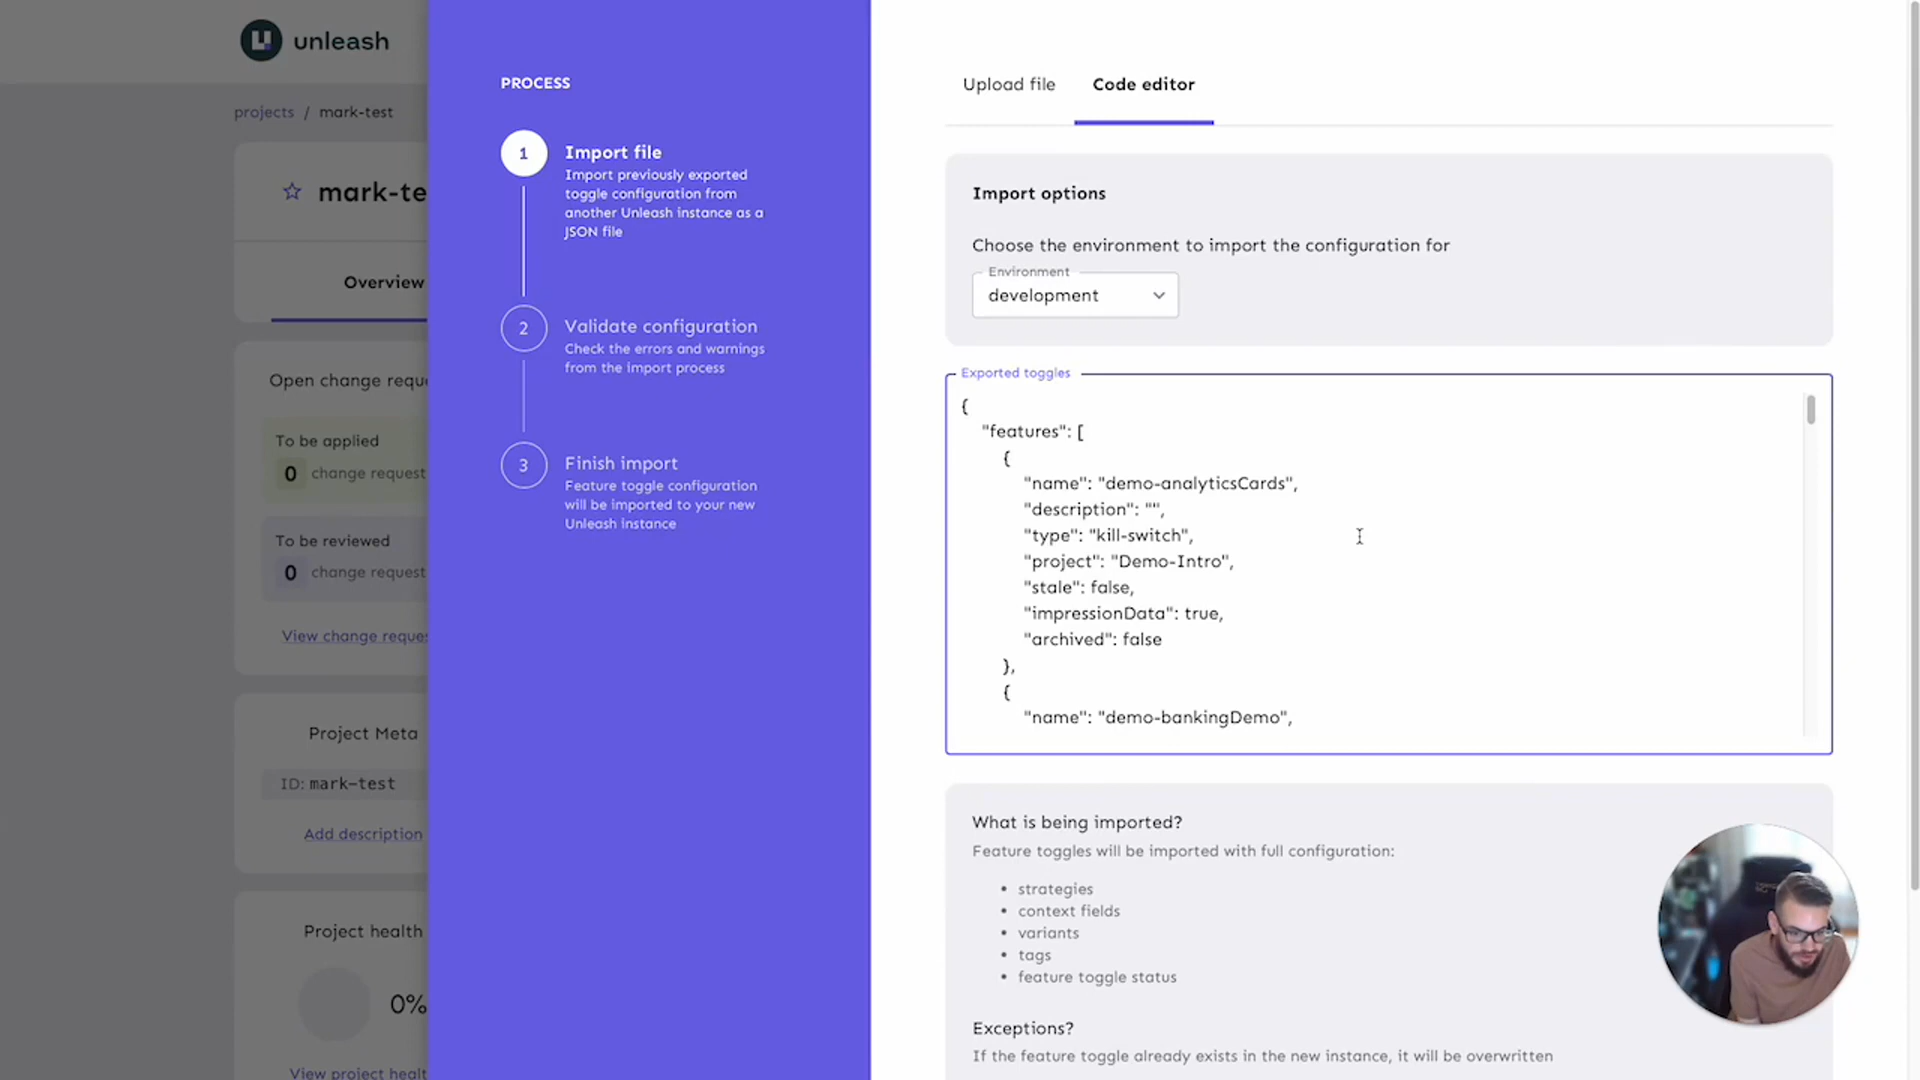 unleash
projects / mark-test
mark-te
Overview
Open change requ
To be applied
0 change request
To be reviewed
0 change request
View change reques
Project Meta
ID: mark-test
Add description
Project health
0%
View project healt
PROCESS
1
Import file
Import previously exported
toggle configuration from
another Unleash instance as a
JSON file
2
Validate configuration
Check the errors and warnings
from the import process
3
Finish import
Feature toggle configuration
will be imported to your new
Unleash instance
Upload file
Code editor
Import options
Choose the environment to import the configuration for
Environment
development
Exported toggles
{
"features": [
{
"name": "demo-analyticsCards",
"description": "",
"type": "kill-switch",
"project": "Demo-Intro",
"stale": false,
"impressionData": true,
"archived": false
},
{
"name": "demo-bankingDemo",
What is being imported?
Feature toggles will be imported with full configuration:
• strategies
• context fields
• variants
• tags
• feature toggle status
Exceptions?
If the feature toggle already exists in the new instance, it will be overwritten